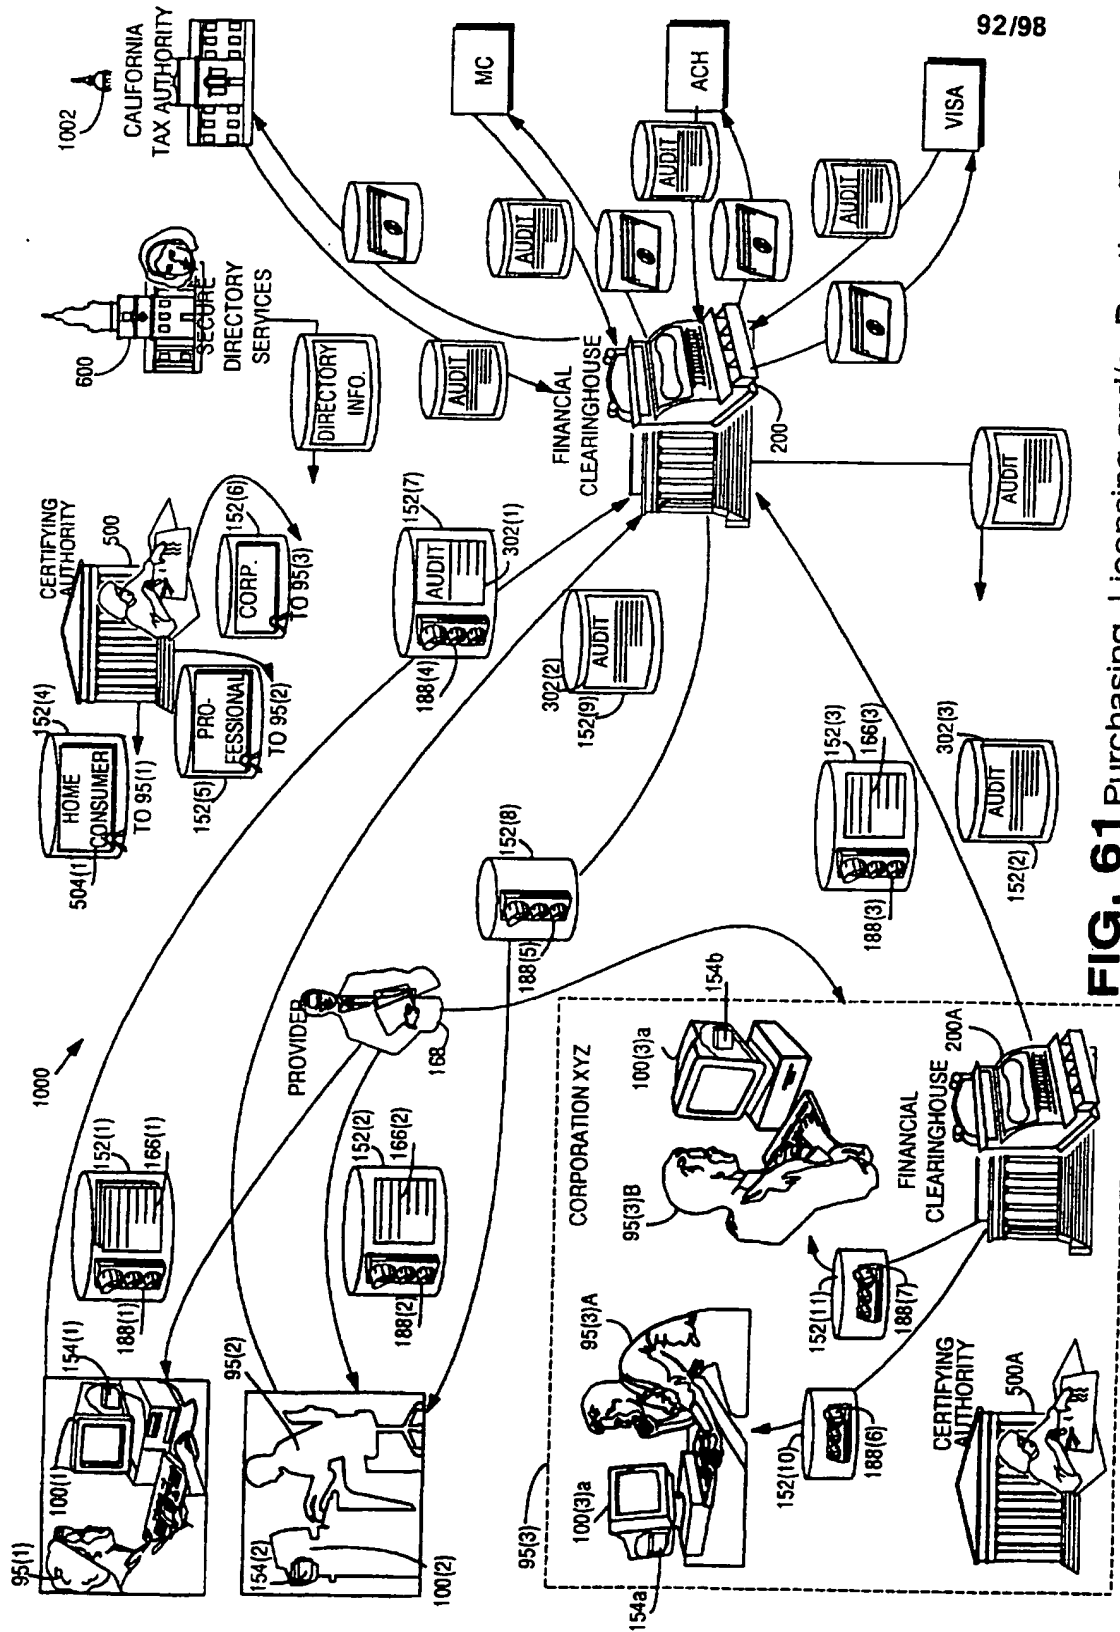 92/98
1000
95(1)
100(1)
154(1)
188(1)
152(1)
166(1)
154(2)
100(2)
95(2)
188(2)
152(2)
166(2)
PROVIDER
168
504(1)
HOME
CONSUMER
152(4)
TO 95(1)
152(5)
PRO-
FESSIONAL
TO 95(2)
CERTIFYING
AUTHORITY
500
152(6)
CORP.
TO 95(3)
DIRECTORY
INFO.
600
SECURE
DIRECTORY
SERVICES
1002
CALIFORNIA
TAX AUTHORITY
188(4)
AUDIT
152(7)
302(1)
AUDIT
AUDIT
MC
FINANCIAL
CLEARINGHOUSE
200
AUDIT
ACH
AUDIT
VISA
302(2)
152(9)
AUDIT
188(5)
152(8)
188(3)
152(3)
166(3)
AUDIT
152(2)
AUDIT
302(3)
95(3)
CORPORATION XYZ
154a
100(3)a
95(3)A
95(3)B
100(3)a
154b
152(10)
188(6)
152(11)
188(7)
CERTIFYING
AUTHORITY
500A
FINANCIAL
CLEARINGHOUSE
200A
FIG. 61 Purchasing, Licensing and/or